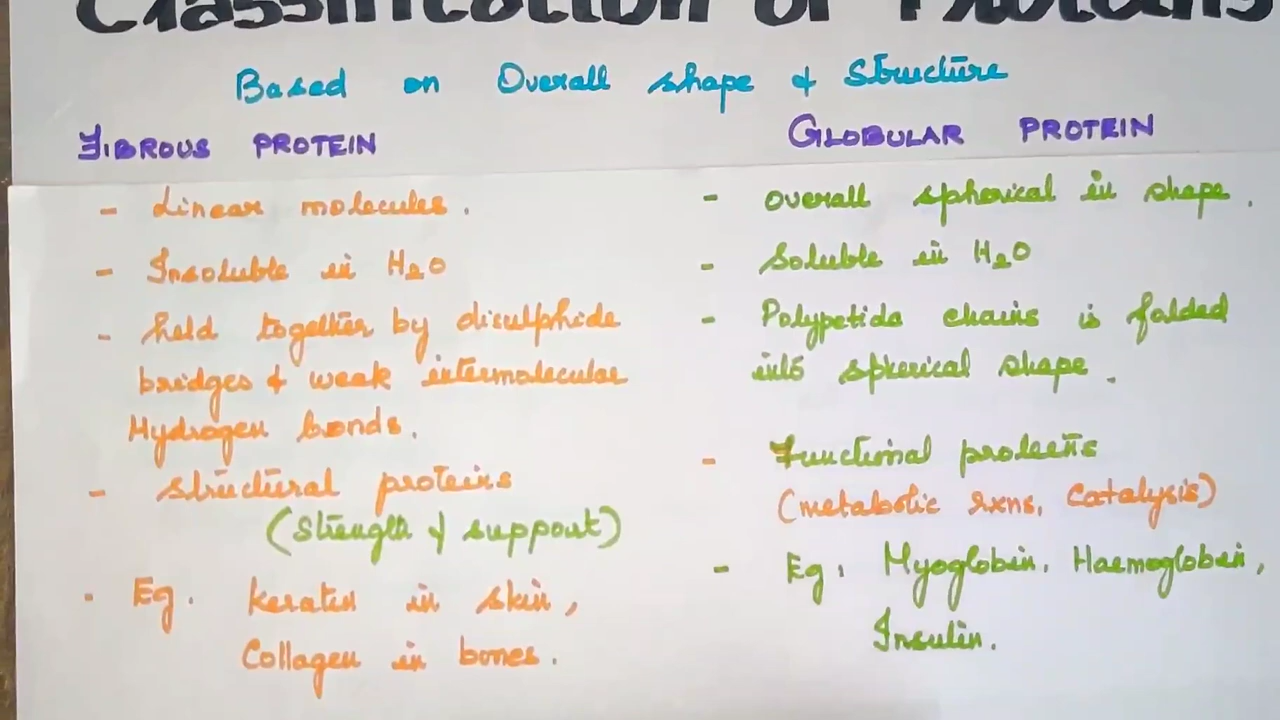 Classification of Proteins
Based on Overall shape & Structure
FIBROUS PROTEIN
- Linear molecules.
- Insoluble in H2O
- held together by disulphide
bridges & weak intermolecular
Hydrogen bonds.
- structural proteins
(Strength & support)
- Eg. keratin in skin,
Collagen in bones.
GLOBULAR PROTEIN
- overall spherical in shape.
- Soluble in H2O
- Polypetide chains is folded
into spherical shape.
- Functional proteins
(metabolic rxns, catalysis)
- Eg. Myoglobin, Haemoglobin,
Insulin.